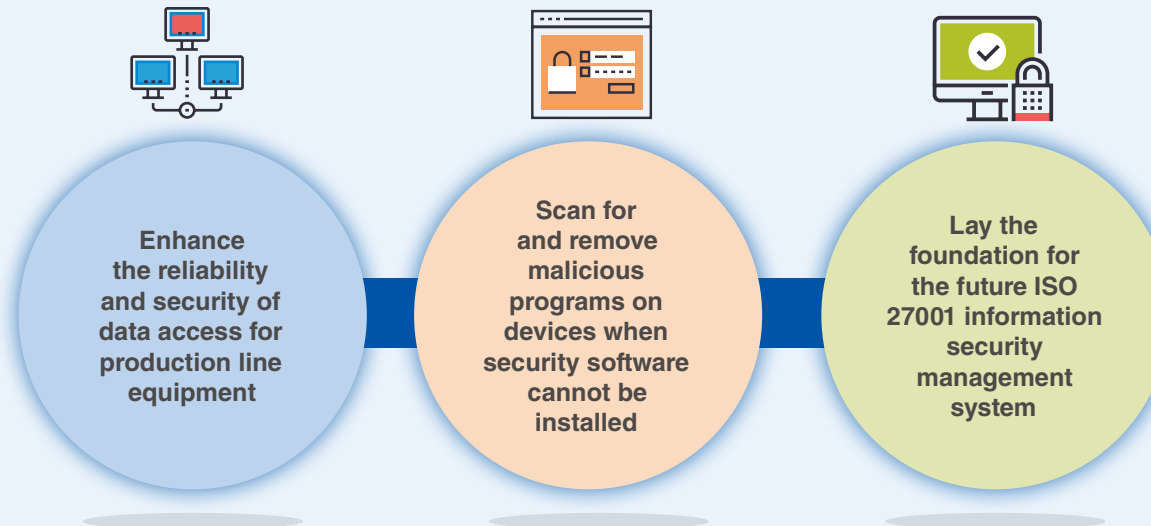 Enhance
the reliability
and security of
data access for
production line
equipment
Scan for
and remove
malicious
programs on
devices when
security software
cannot be
installed
Lay the
foundation for
the future ISO
27001 information
security
management
system